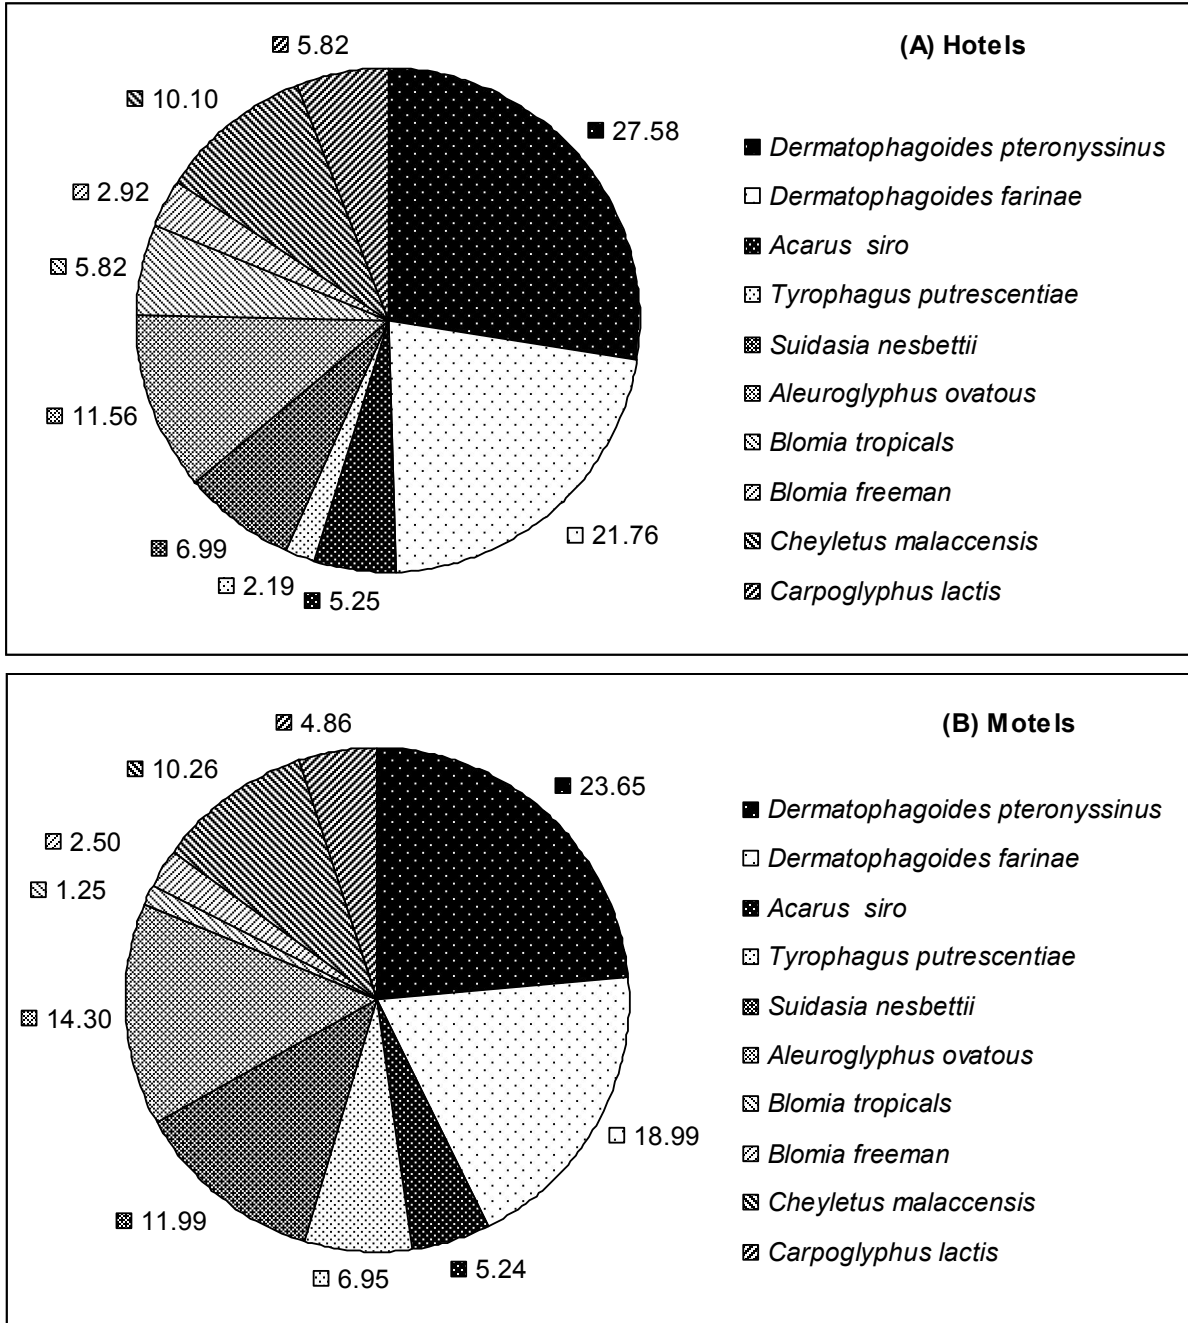 (A) Hotels
5.82
10.10
27.58
2.92
5.82
11.56
21.76
6.99
2.19
5.25
Dermatophagoides pteronyssinus
Dermatophagoides farinae
Acarus siro
Tyrophagus putrescentiae
Suidasia nesbettii
Aleuroglyphus ovatous
Blomia tropicals
Blomia freeman
Cheyletus malaccensis
Carpoglyphus lactis
(B) Motels
4.86
10.26
23.65
2.50
1.25
14.30
18.99
11.99
6.95
5.24
Dermatophagoides pteronyssinus
Dermatophagoides farinae
Acarus siro
Tyrophagus putrescentiae
Suidasia nesbettii
Aleuroglyphus ovatous
Blomia tropicals
Blomia freeman
Cheyletus malaccensis
Carpoglyphus lactis